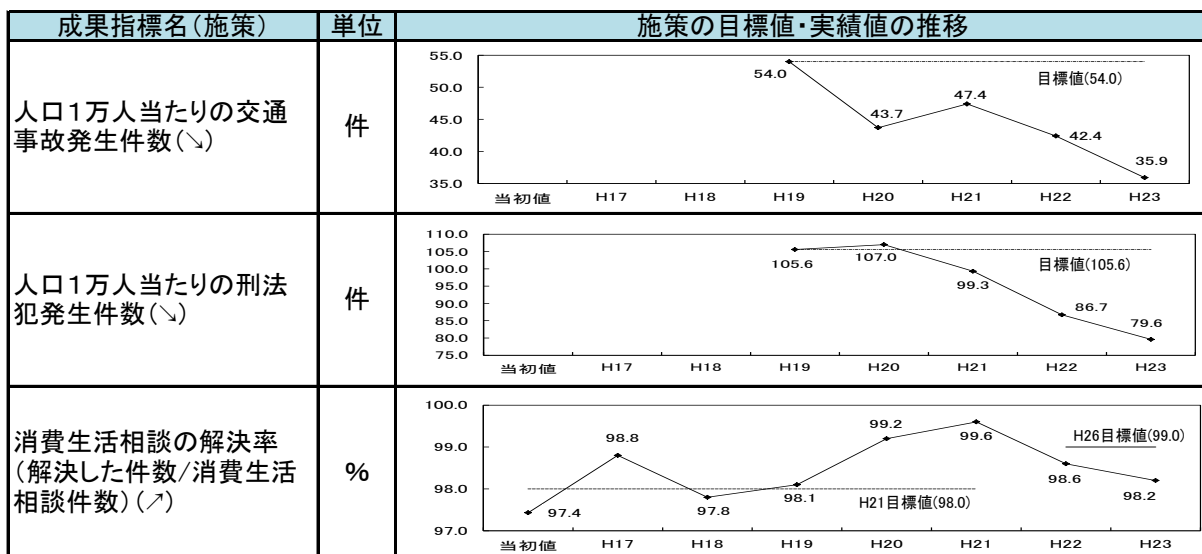 成果指標名(施策) 単位 施策の目標値・実績値の推移
人口1万人当たりの交通
事故発生件数(↘)
件
55.0
50.0
45.0
40.0
35.0
54.0
43.7
47.4
42.4
35.9
目標値(54.0)
当初値 H17 H18 H19 H20 H21 H22 H23
人口1万人当たりの刑法
犯発生件数(↘)
件
110.0
105.0
100.0
95.0
90.0
85.0
80.0
75.0
105.6
107.0
99.3
86.7
79.6
目標値(105.6)
当初値 H17 H18 H19 H20 H21 H22 H23
消費生活相談の解決率
(解決した件数/消費生活
相談件数)(↗)
%
100.0
99.0
98.0
97.0
97.4
98.8
97.8
98.1
99.2
99.6
98.6
98.2
H26目標値(99.0)
H21目標値(98.0)
当初値 H17 H18 H19 H20 H21 H22 H23